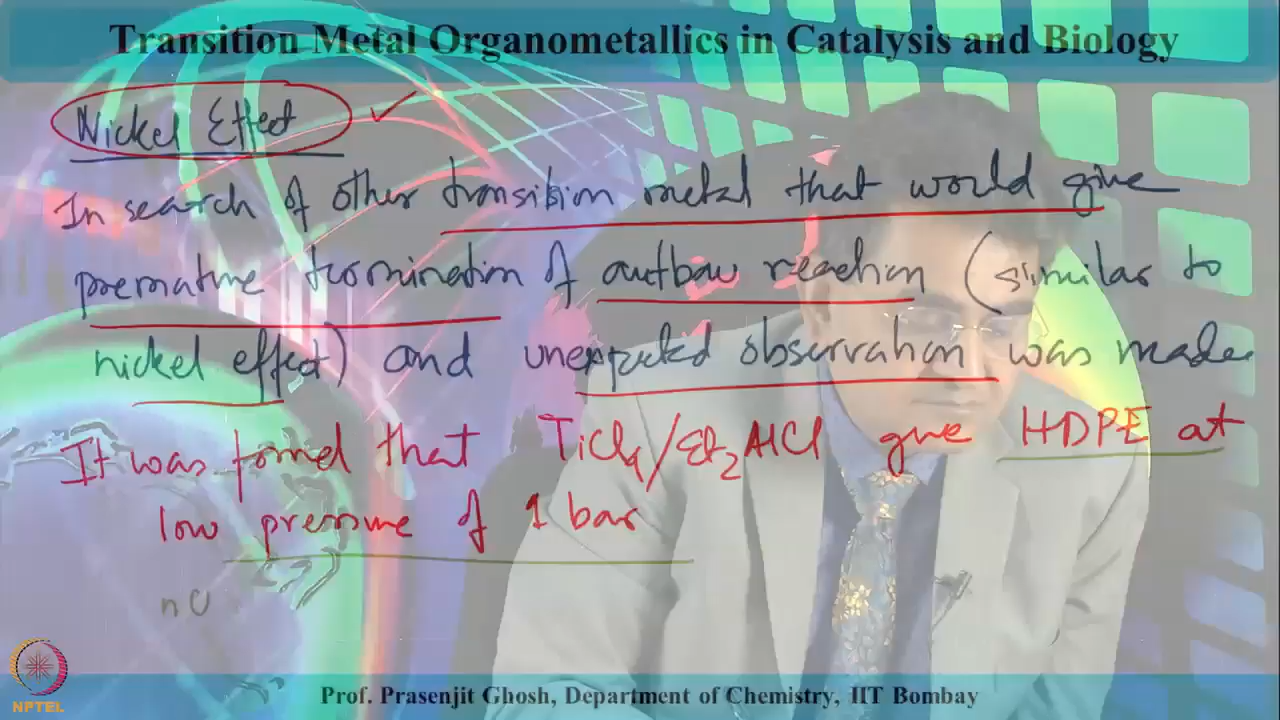 Transition Metal Organometallics in Catalysis and Biology
Nickel Effect
In search of other transition metal that would give
premature termination of aufbau reaction (similar to
nickel effect) and unexpected observation was made
It was found that TiCl4/Et2AlCl give HDPE at
low pressure of 1 bar
n C
Prof. Prasenjit Ghosh, Department of Chemistry, IIT Bombay
NPTEL